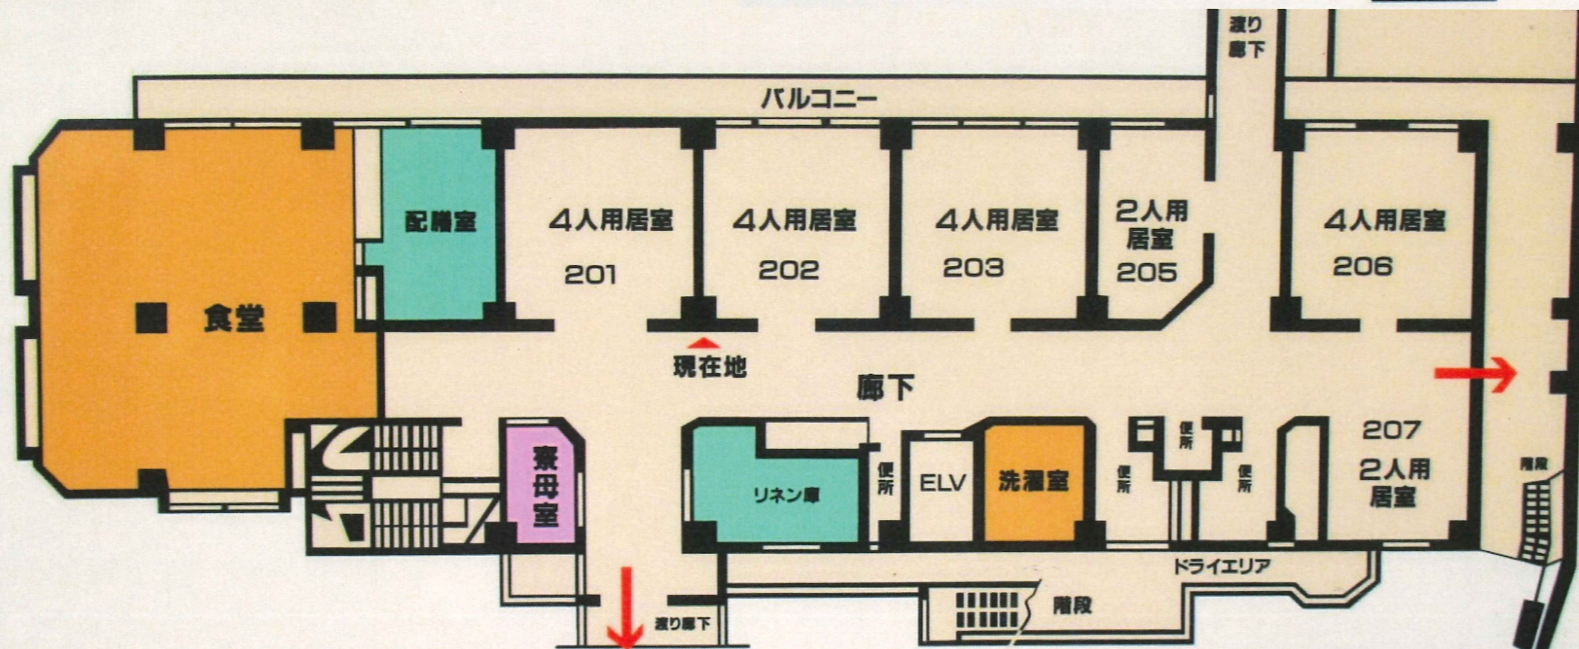 渡り
廊下
バルコニー
配膳室
4人用居室
201
4人用居室
202
4人用居室
203
2人用
居室
205
4人用居室
206
食堂
現在地
廊下
207
2人用
居室
寮母室
リネン庫
便所
ELV
洗濯室
便所
便所
便所
階段
ドライエリア
階段
渡り廊下